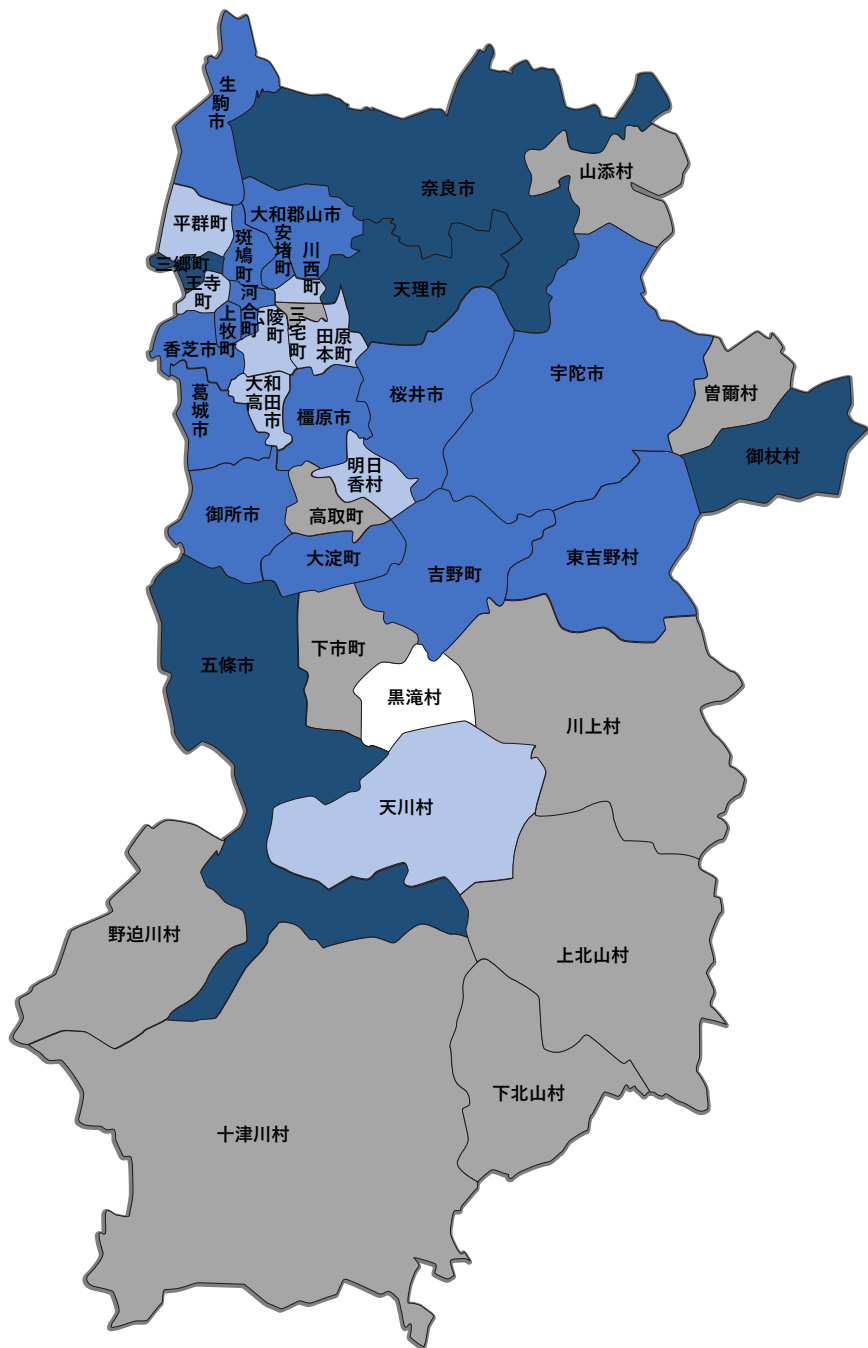 生駒市
奈良市
山添村
平群町
大和郡山市
斑鳩町
安堵町
川西町
三郷町
王寺町
河合町
天理市
上牧町
広陵町
三宅町
田原本町
香芝市
葛城市
大和高田市
橿原市
桜井市
宇陀市
曽爾村
御杖村
明日香村
御所市
高取町
大淀町
吉野町
東吉野村
五條市
下市町
黒滝村
川上村
天川村
野迫川村
上北山村
下北山村
十津川村